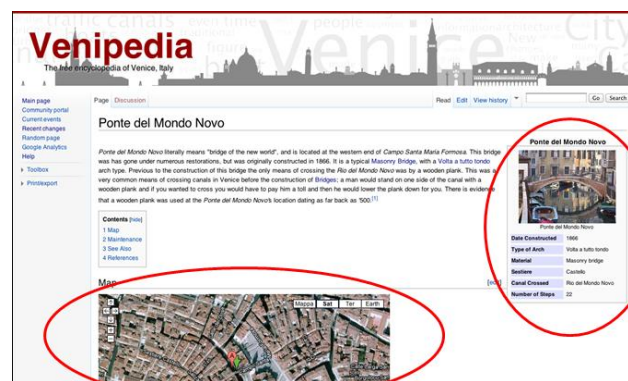 traffic canals even time people information architecture City
Venice
Venipedia
The free encyclopedia of Venice, Italy
Main page
Community portal
Current events
Recent changes
Random page
Google Analytics
Help
Toolbox
Print/export
Page Discussion
Read Edit View history Go Search
Ponte del Mondo Novo
Ponte del Mondo Novo literally means "bridge of the new world", and is located at the western end of Campo Santa Maria Formosa. This bridge
was has gone under numerous restorations, but was originally constructed in 1866. It is a typical Masonry Bridge, with a Volta a tutto tondo
arch type. Previous to the construction of this bridge the only means of crossing the Rio del Mondo Novo was by a wooden plank. This was a
very common means of crossing canals in Venice before the construction of Bridges; a man would stand on one side of the canal with a
wooden plank and if you wanted to cross you would have to pay him a toll and then he would lower the plank down for you. There is evidence
that a wooden plank was used at the Ponte del Mondo Novo's location dating as far back as '500.[1]
Contents [hide]
1 Map
2 Maintenance
3 See Also
4 References
Map [edit]
Mappa Sat Ter Earth
A
Ponte del Mondo Novo
Ponte del Mondo Novo
Date Constructed 1866
Type of Arch Volta a tutto tondo
Material Masonry bridge
Sestiere Castello
Canal Crossed Rio del Mondo Novo
Number of Steps 22